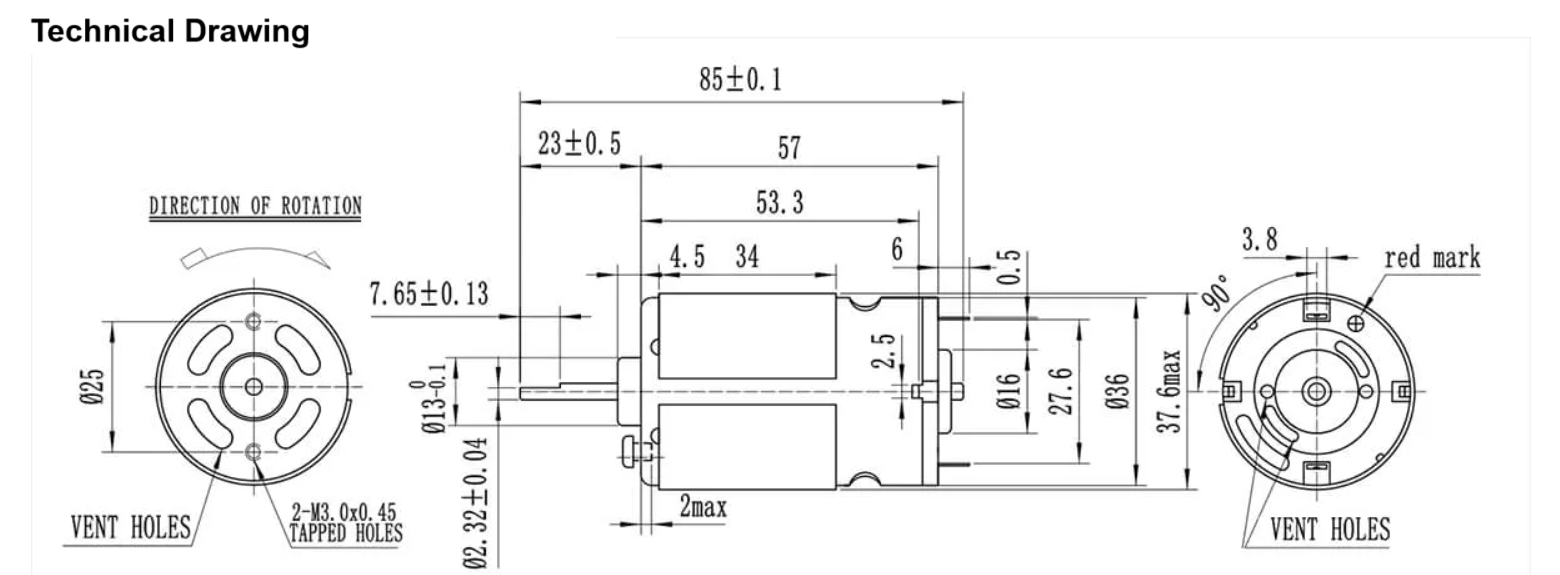 Technical Drawing
85±0.1
23±0.5
57
DIRECTION OF ROTATION
53.3
4.5
34
6
0.5
3.8
red mark
90°
7.65±0.13
2.5
Ø25
Ø13
0
-0.1
Ø16
27.6
Ø36
37.6max
Ø2.32±0.04
2max
VENT HOLES
2-M3.0x0.45
TAPPED HOLES
VENT HOLES